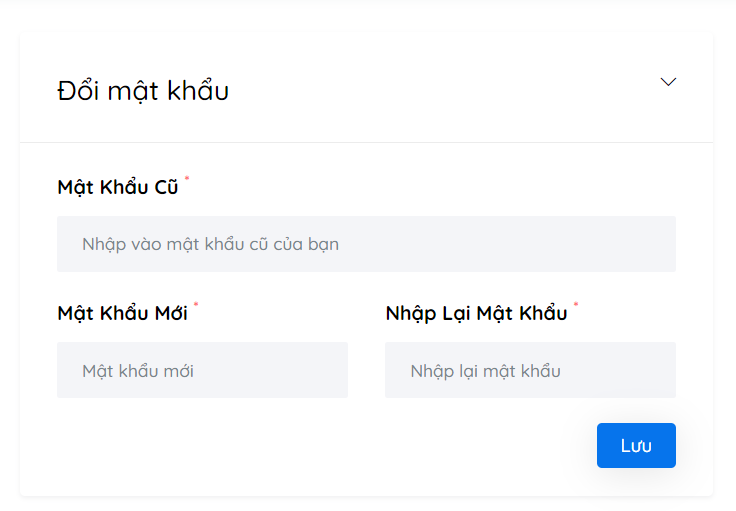 Đổi mật khẩu
Mật Khẩu Cũ *
Nhập vào mật khẩu cũ của bạn
Mật Khẩu Mới *
Mật khẩu mới
Nhập Lại Mật Khẩu *
Nhập lại mật khẩu
Lưu